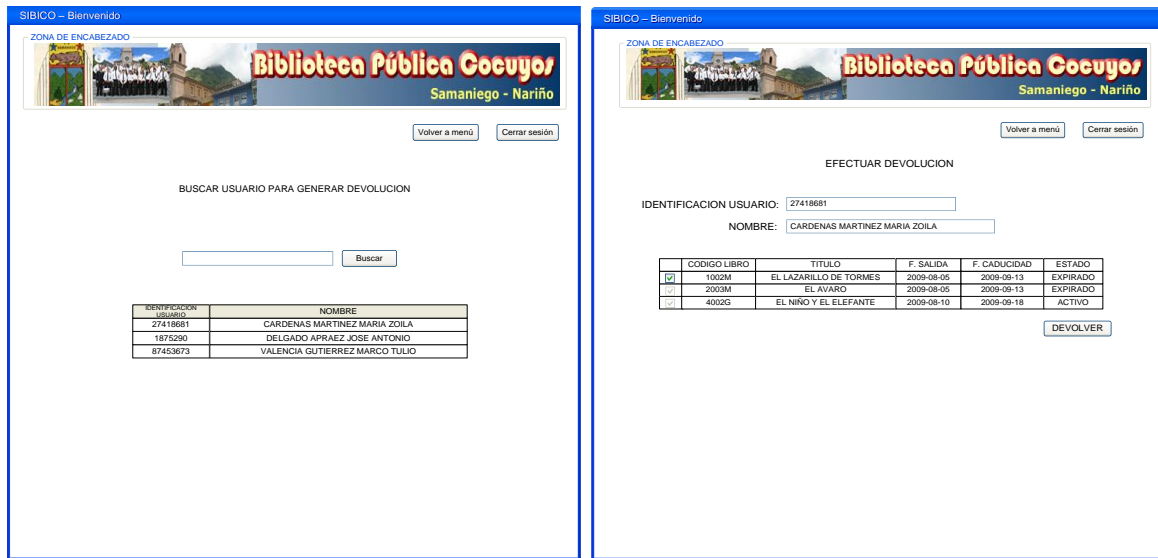 SIBICO – Bienvenido
ZONA DE ENCABEZADO
Biblioteca Pública Cocuyos
Samaniego - Nariño
Volver a menú Cerrar sesión
BUSCAR USUARIO PARA GENERAR DEVOLUCION
Buscar
IDENTIFICACION USUARIO NOMBRE
27418681 CARDENAS MARTINEZ MARIA ZOILA
1875290 DELGADO APRAEZ JOSE ANTONIO
87453673 VALENCIA GUTIERREZ MARCO TULIO
SIBICO – Bienvenido
ZONA DE ENCABEZADO
Biblioteca Pública Cocuyos
Samaniego - Nariño
Volver a menú Cerrar sesión
EFECTUAR DEVOLUCION
IDENTIFICACION USUARIO: 27418681
NOMBRE: CARDENAS MARTINEZ MARIA ZOILA
CODIGO LIBRO TITULO F. SALIDA F. CADUCIDAD ESTADO
1002M EL LAZARILLO DE TORMES 2009-08-05 2009-09-13 EXPIRADO
2003M EL AVARO 2009-08-05 2009-09-13 EXPIRADO
4002G EL NIÑO Y EL ELEFANTE 2009-08-10 2009-09-18 ACTIVO
DEVOLVER